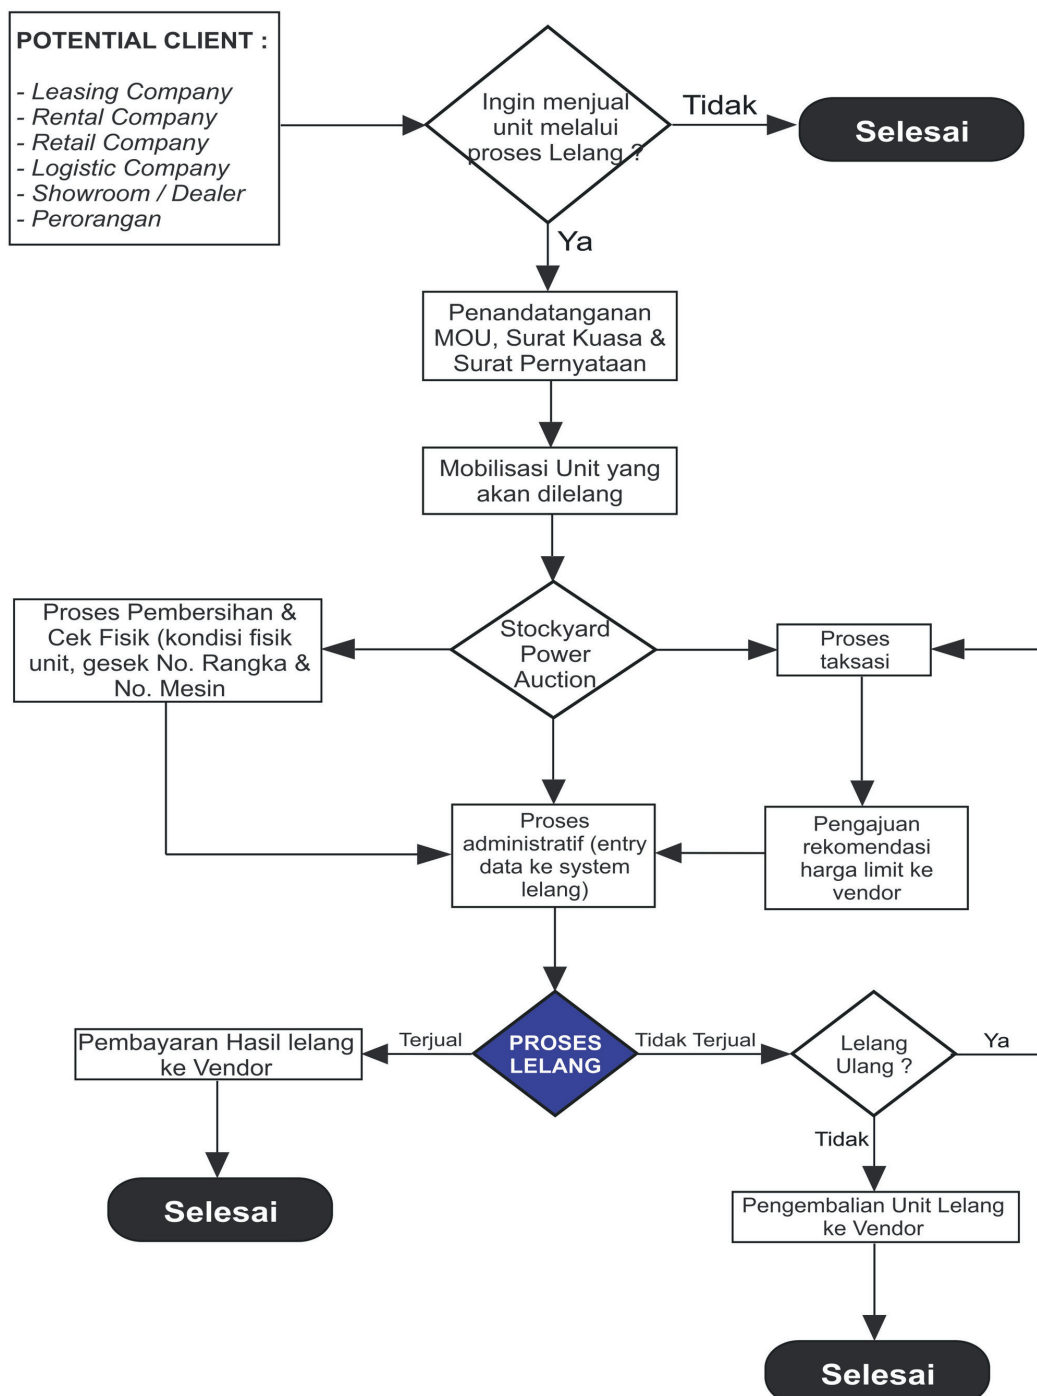 POTENTIAL CLIENT :
- Leasing Company
- Rental Company
- Retail Company
- Logistic Company
- Showroom / Dealer
- Perorangan
Ingin menjual
unit melalui
proses Lelang ?
Tidak
Selesai
Ya
Penandatanganan
MOU, Surat Kuasa &
Surat Pernyataan
Mobilisasi Unit yang
akan dilelang
Proses Pembersihan &
Cek Fisik (kondisi fisik
unit, gesek No. Rangka &
No. Mesin
Stockyard
Power
Auction
Proses
taksasi
Proses
administratif (entry
data ke system
lelang)
Pengajuan
rekomendasi
harga limit ke
vendor
Pembayaran Hasil lelang
ke Vendor
Terjual
PROSES
LELANG
Tidak Terjual
Lelang
Ulang ?
Ya
Tidak
Selesai
Pengembalian Unit Lelang
ke Vendor
Selesai